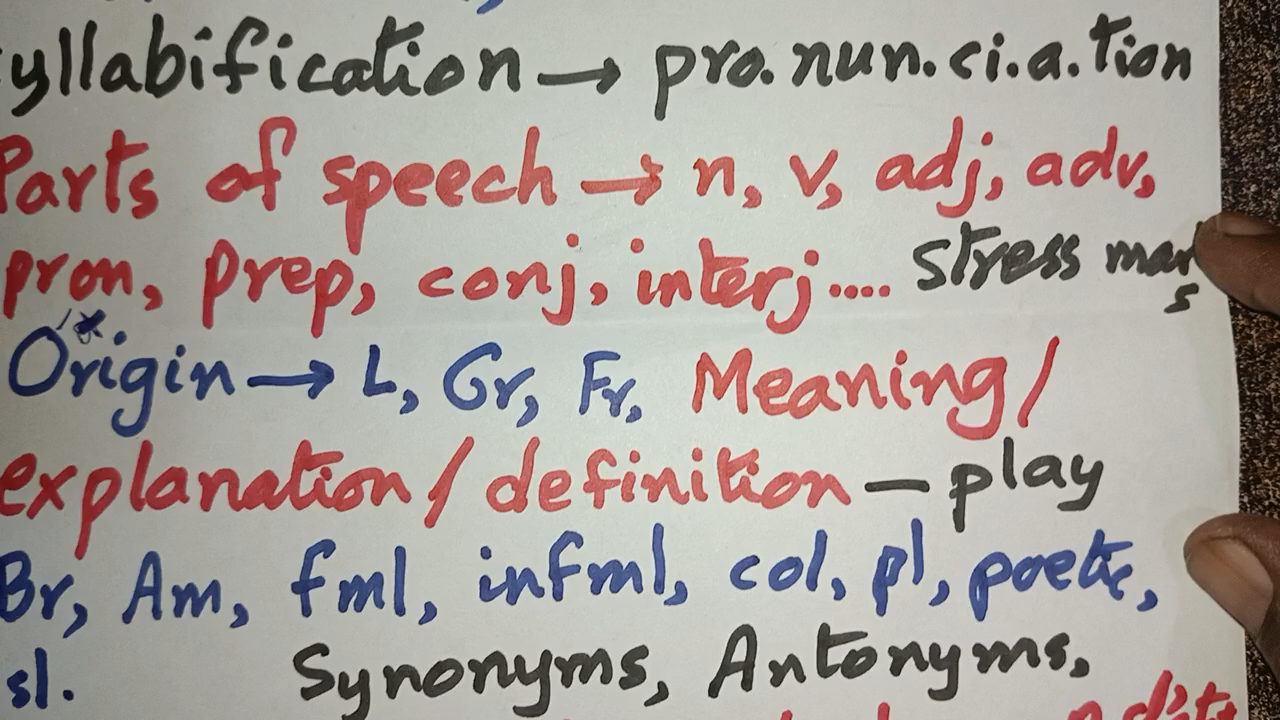 yllabification → pro.nun.ci.a.tion
Parts of speech → n, v, adj, adv,
pron, prep, conj, interj.... stress mar
s
Origin → L, Gr, Fr, Meaning/
explanation/definition – play
Br, Am, fml, infml, col, pl, poetic,
sl. Synonyms, Antonyms,